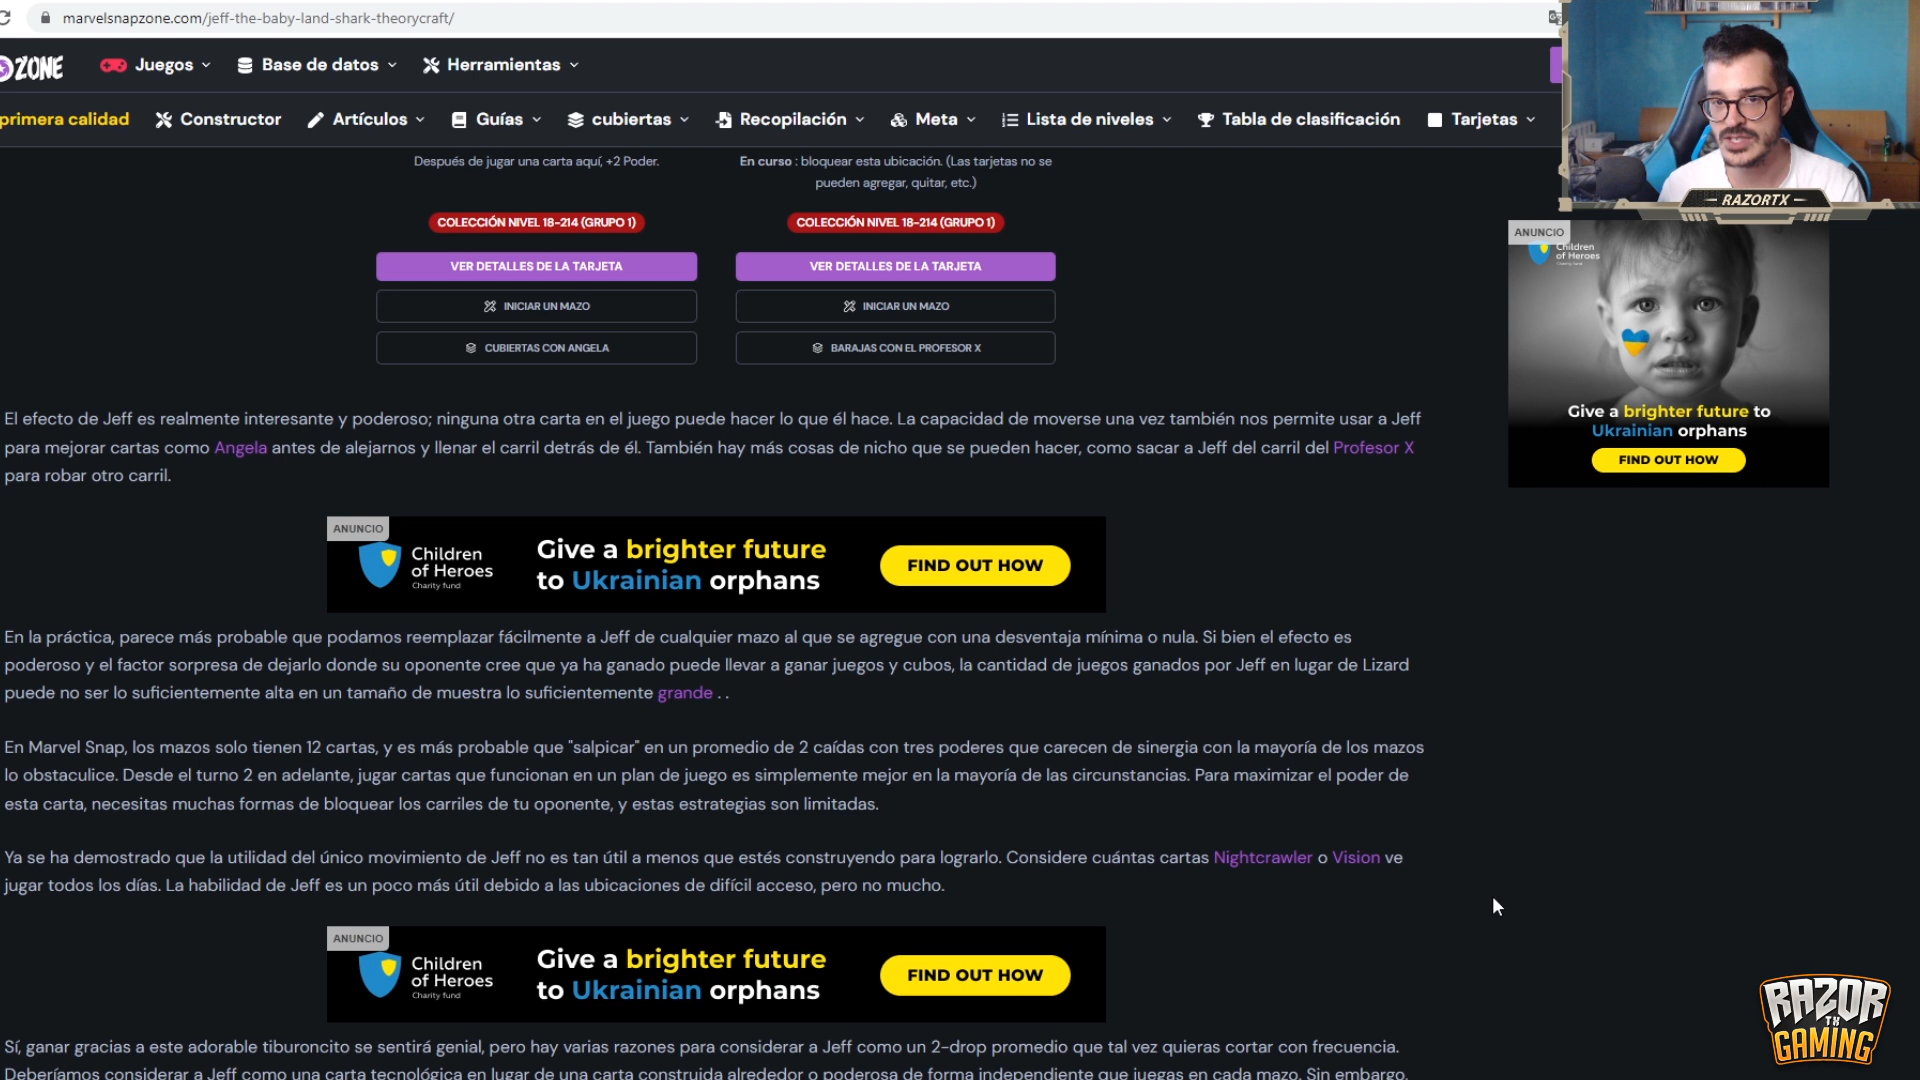 marvelsnapzone.com/jeff-the-baby-land-shark-theorycraft/
ZONE
Juegos
Base de datos
Herramientas
primera calidad
Constructor
Artículos
Guías
cubiertas
Recopilación
Meta
Lista de niveles
Tabla de clasificación
Tarjetas
RAZORTX
Después de jugar una carta aquí, +2 Poder.
En curso : bloquear esta ubicación. (Las tarjetas no se
pueden agregar, quitar, etc.)
COLECCIÓN NIVEL 18-214 (GRUPO 1)
COLECCIÓN NIVEL 18-214 (GRUPO 1)
VER DETALLES DE LA TARJETA
VER DETALLES DE LA TARJETA
INICIAR UN MAZO
INICIAR UN MAZO
CUBIERTAS CON ANGELA
BARAJAS CON EL PROFESOR X
ANUNCIO
Children
of Heroes
Charity fund
Give a brighter future to
Ukrainian orphans
FIND OUT HOW
El efecto de Jeff es realmente interesante y poderoso; ninguna otra carta en el juego puede hacer lo que él hace. La capacidad de moverse una vez también nos permite usar a Jeff
para mejorar cartas como Angela antes de alejarnos y llenar el carril detrás de él. También hay más cosas de nicho que se pueden hacer, como sacar a Jeff del carril del Profesor X
para robar otro carril.
ANUNCIO
Children
of Heroes
Charity fund
Give a brighter future
to Ukrainian orphans
FIND OUT HOW
En la práctica, parece más probable que podamos reemplazar fácilmente a Jeff de cualquier mazo al que se agregue con una desventaja mínima o nula. Si bien el efecto es
poderoso y el factor sorpresa de dejarlo donde su oponente cree que ya ha ganado puede llevar a ganar juegos y cubos, la cantidad de juegos ganados por Jeff en lugar de Lizard
puede no ser lo suficientemente alta en un tamaño de muestra lo suficientemente grande . .
En Marvel Snap, los mazos solo tienen 12 cartas, y es más probable que "salpicar" en un promedio de 2 caídas con tres poderes que carecen de sinergia con la mayoría de los mazos
lo obstaculice. Desde el turno 2 en adelante, jugar cartas que funcionan en un plan de juego es simplemente mejor en la mayoría de las circunstancias. Para maximizar el poder de
esta carta, necesitas muchas formas de bloquear los carriles de tu oponente, y estas estrategias son limitadas.
Ya se ha demostrado que la utilidad del único movimiento de Jeff no es tan útil a menos que estés construyendo para lograrlo. Considere cuántas cartas Nightcrawler o Vision ve
jugar todos los días. La habilidad de Jeff es un poco más útil debido a las ubicaciones de difícil acceso, pero no mucho.
ANUNCIO
Children
of Heroes
Charity fund
Give a brighter future
to Ukrainian orphans
FIND OUT HOW
Sí, ganar gracias a este adorable tiburoncito se sentirá genial, pero hay varias razones para considerar a Jeff como un 2-drop promedio que tal vez quieras cortar con frecuencia.
Deberíamos considerar a Jeff como una carta tecnológica en lugar de una carta construida alrededor o poderosa de forma independiente que juegas en cada mazo. Sin embargo,
RAZOR
TX
GAMING